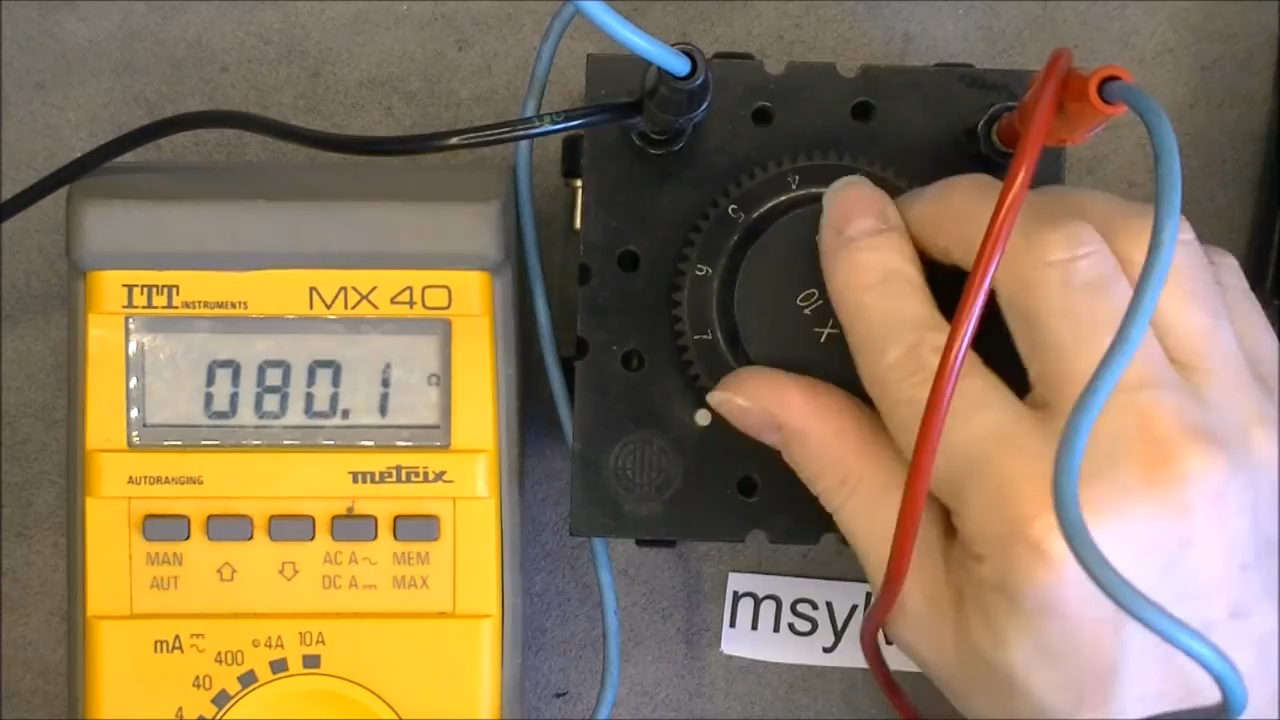 ITT INSTRUMENTS MX 40
080.1 Ω
AUTORANGING metrix
MAN AUT
AC A~ DC A⎓
MEM MAX
mA 400 4A 10A
40
4
4
5
6
7
X 10